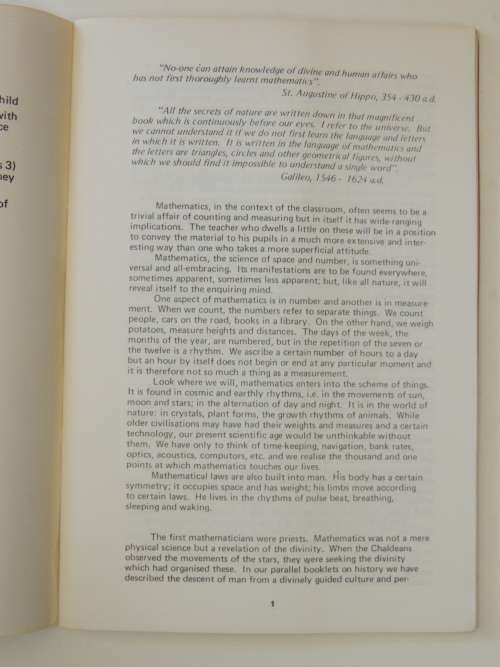 hild
with
ce
s 3)
ney
of
"No-one can attain knowledge of divine and human affairs who
has not first thoroughly learnt mathematics".
St. Augustine of Hippo, 354 - 430 a.d.
"All the secrets of nature are written down in that magnificent
book which is continuously before our eyes. I refer to the universe. But
we cannot understand it if we do not first learn the language and letters
in which it is written. It is written in the language of mathematics and
the letters are triangles, circles and other geometrical figures, without
which we should find it impossible to understand a single word".
Galileo, 1546 - 1624 a.d.
Mathematics, in the context of the classroom, often seems to be a
trivial affair of counting and measuring but in itself it has wide-ranging
implications. The teacher who dwells a little on these will be in a position
to convey the material to his pupils in a much more extensive and inter-
esting way than one who takes a more superficial attitude.
Mathematics, the science of space and number, is something uni-
versal and all-embracing. Its manifestations are to be found everywhere,
sometimes apparent, sometimes less apparent; but, like all nature, it will
reveal itself to the enquiring mind.
One aspect of mathematics is in number and another is in measure-
ment. When we count, the numbers refer to separate things. We count
people, cars on the road, books in a library. On the other hand, we weigh
potatoes, measure heights and distances. The days of the week, the
months of the year, are numbered, but in the repetition of the seven or
the twelve is a rhythm. We ascribe a certain number of hours to a day
but an hour by itself does not begin or end at any particular moment and
it is therefore not so much a thing as a measurement.
Look where we will, mathematics enters into the scheme of things.
It is found in cosmic and earthly rhythms, i.e. in the movements of sun,
moon and stars; in the alternation of day and night. It is in the world of
nature: in crystals, plant forms, the growth rhythms of animals. While
older civilisations may have had their weights and measures and a certain
technology, our present scientific age would be unthinkable without
them. We have only to think of time-keeping, navigation, bank rates,
optics, acoustics, computors, etc. and we realise the thousand and one
points at which mathematics touches our lives.
Mathematical laws are also built into man. His body has a certain
symmetry; it occupies space and has weight; his limbs move according
to certain laws. He lives in the rhythms of pulse beat, breathing,
sleeping and waking.
The first mathematicians were priests. Mathematics was not a mere
physical science but a revelation of the divinity. When the Chaldeans
observed the movements of the stars, they were seeking the divinity
which had organised these. In our parallel booklets on history we have
described the descent of man from a divinely guided culture and per-
1